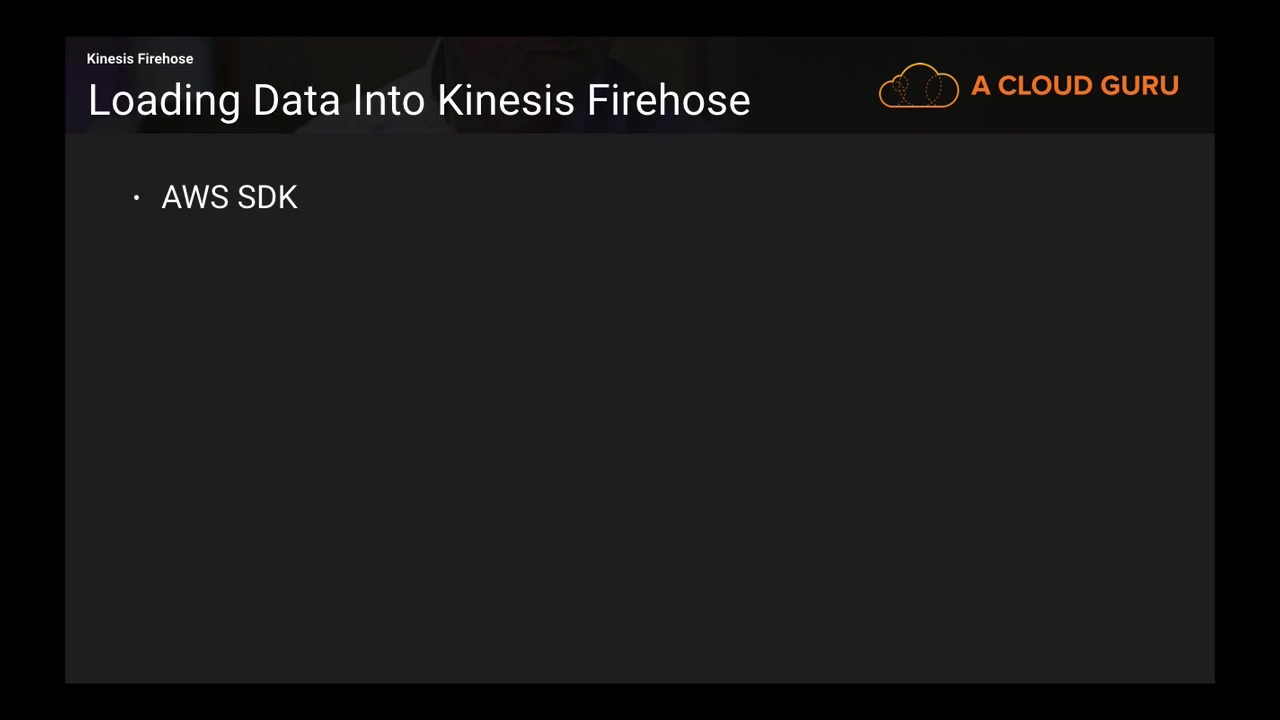 Kinesis Firehose
Loading Data Into Kinesis Firehose
A CLOUD GURU
• AWS SDK